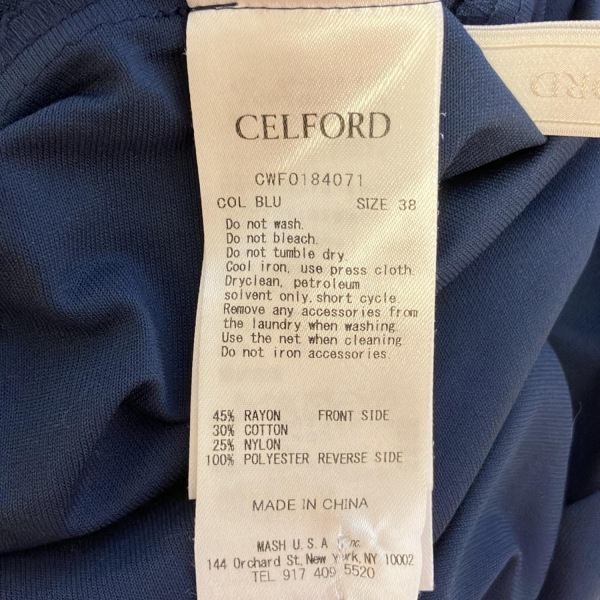 CELFORD
CWF0184071
COL BLU SIZE 38
Do not wash.
Do not bleach.
Do not tumble dry.
Cool iron, use press cloth.
Dryclean, petroleum
solvent only. short cycle.
Remove any accessories from
the laundry when washing.
Use the net when cleaning.
Do not iron accessories.
45% RAYON FRONT SIDE
30% COTTON
25% NYLON
100% POLYESTER REVERSE SIDE
MADE IN CHINA
MASH U.S.A Inc.
144 Orchard St, New York, NY 10002
TEL 917 409 5520
ORD